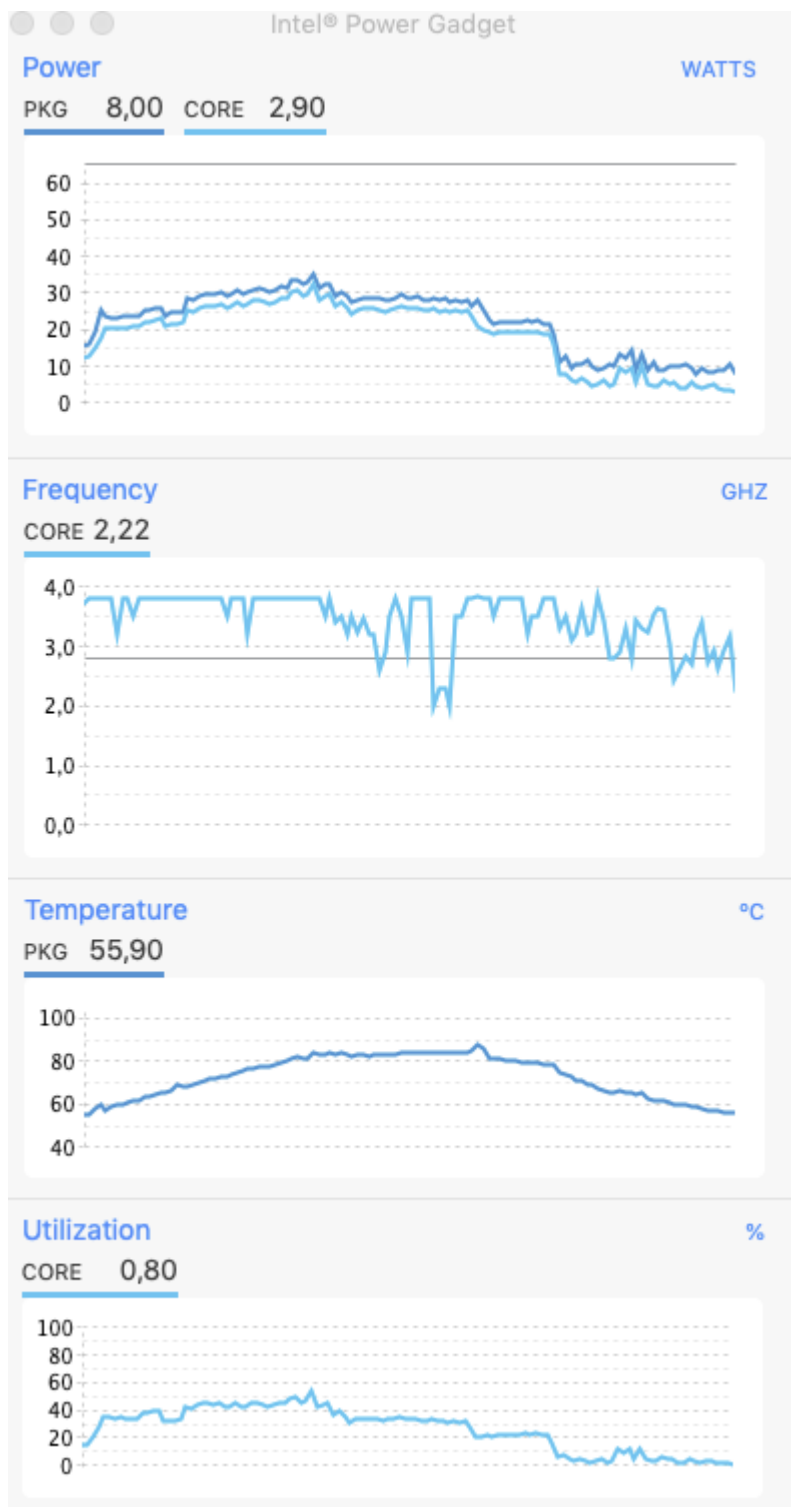 Intel® Power Gadget
Power WATTS
PKG 8,00 CORE 2,90
60
50
40
30
20
10
0
Frequency GHZ
CORE 2,22
4,0
3,0
2,0
1,0
0,0
Temperature °C
PKG 55,90
100
80
60
40
Utilization %
CORE 0,80
100
80
60
40
20
0